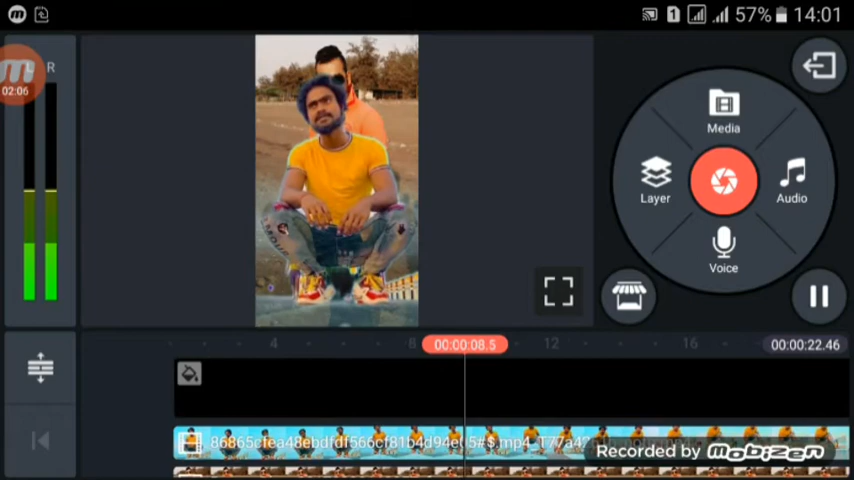 1
57%
14:01
R
02:06
Media
Layer
Audio
Voice
4
8
00:00:08.5
12
16
00:00:22.46
Recorded by mobizen